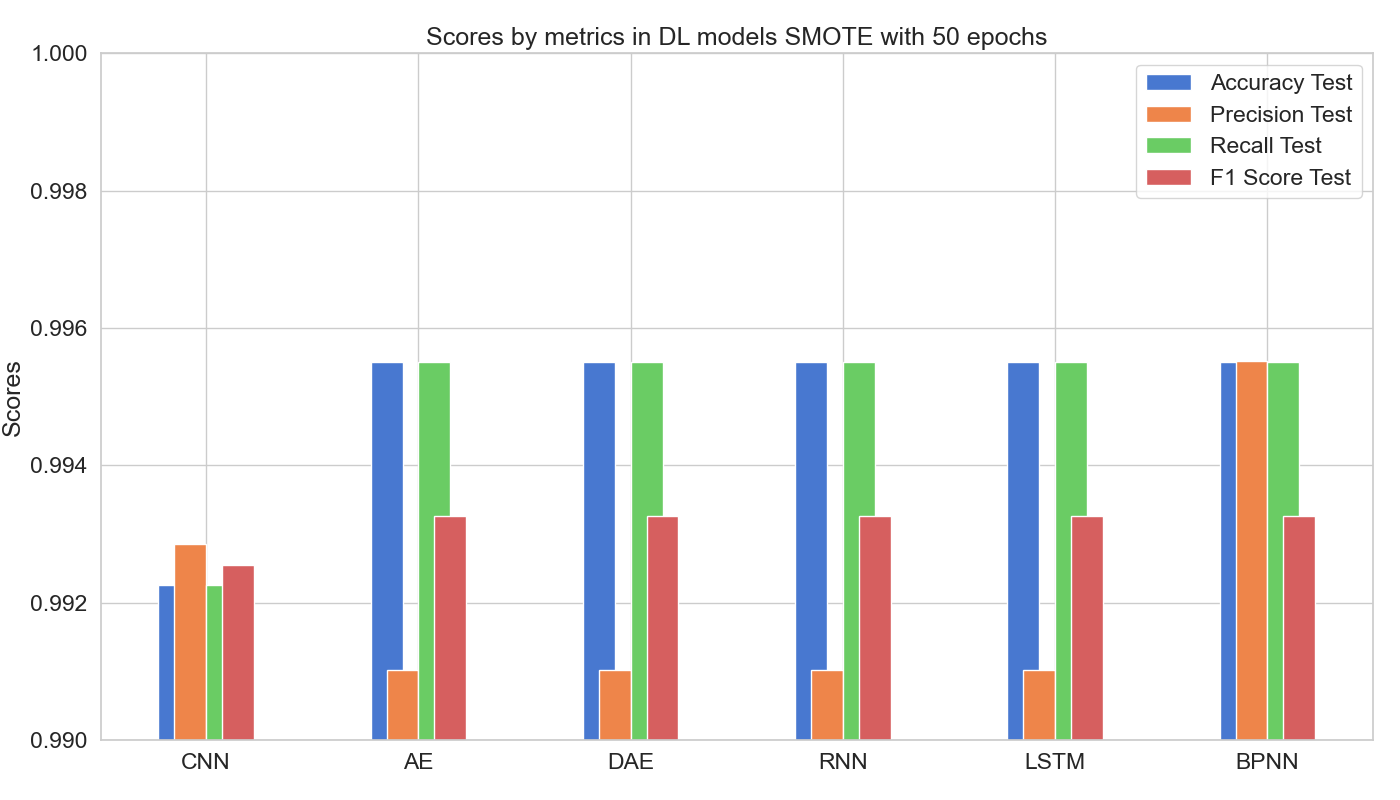 Scores by metrics in DL models SMOTE with 50 epochs
1.000
0.998
0.996
0.994
0.992
0.990
Scores
Accuracy Test
Precision Test
Recall Test
F1 Score Test
CNN
AE
DAE
RNN
LSTM
BPNN